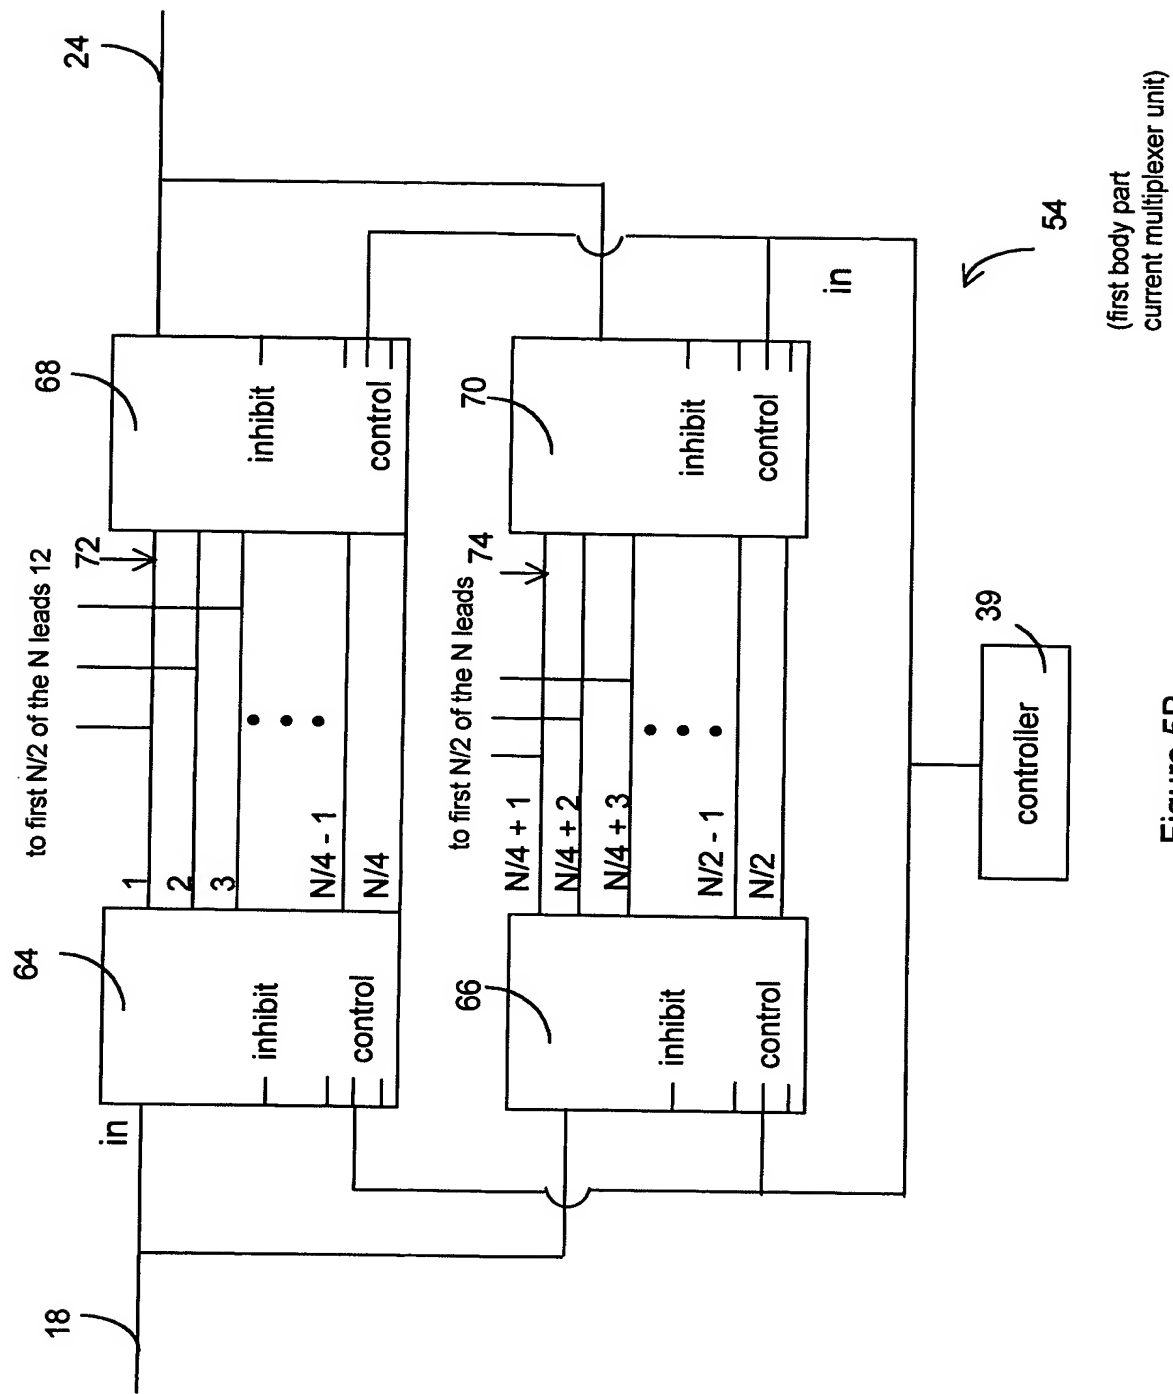 18
24
in
64
inhibit
control
to first N/2 of the N leads 12
72
1
2
3
N/4 - 1
N/4
68
inhibit
control
66
inhibit
control
to first N/2 of the N leads
74
N/4 + 1
N/4 + 2
N/4 + 3
N/2 - 1
N/2
70
inhibit
control
in
39
controller
54
(first body part
current multiplexer unit)
Figure